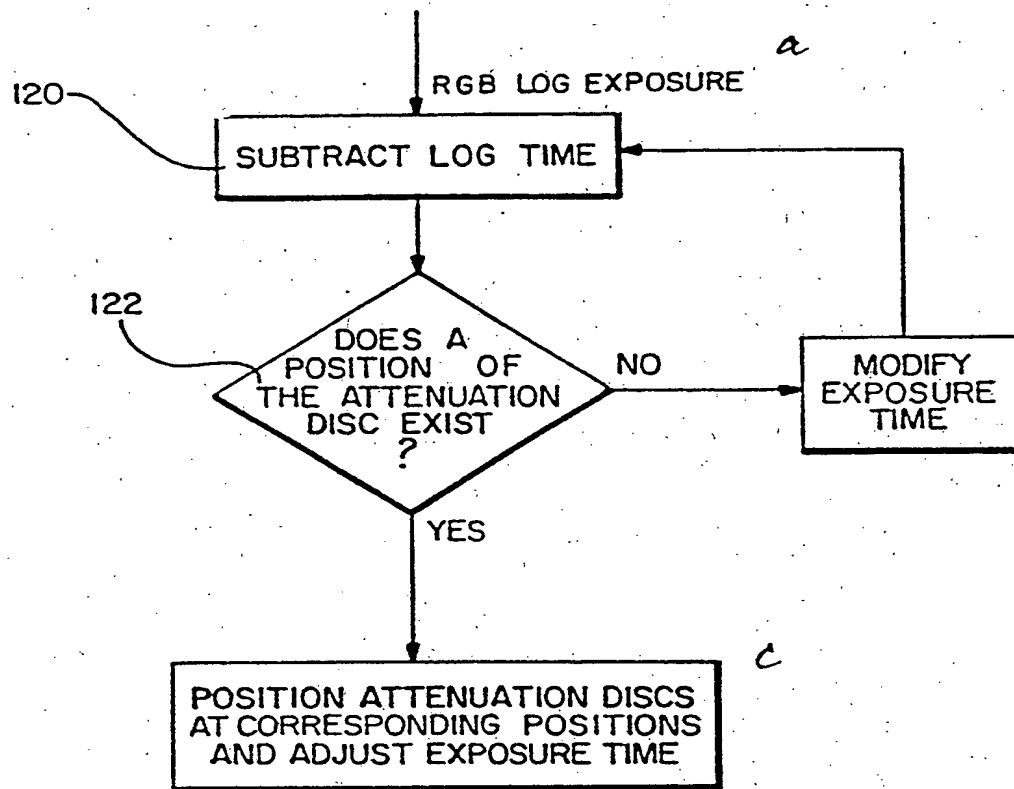 a
RGB LOG EXPOSURE
120
SUBTRACT LOG TIME
122
DOES A
POSITION OF
THE ATTENUATION
DISC EXIST
?
NO
MODIFY
EXPOSURE
TIME
YES
c
POSITION ATTENUATION DISCS
AT CORRESPONDING POSITIONS
AND ADJUST EXPOSURE TIME